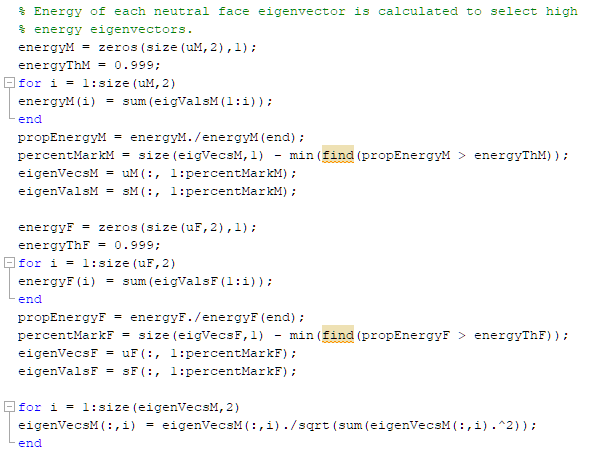 % Energy of each neutral face eigenvector is calculated to select high
% energy eigenvectors.
energyM = zeros(size(uM,2),1);
energyThM = 0.999;
for i = 1:size(uM,2)
energyM(i) = sum(eigValsM(1:i));
end
propEnergyM = energyM./energyM(end);
percentMarkM = size(eigVecsM,1) - min(find(propEnergyM > energyThM));
eigenVecsM = uM(:, 1:percentMarkM);
eigenValsM = sM(:, 1:percentMarkM);
energyF = zeros(size(uF,2),1);
energyThF = 0.999;
for i = 1:size(uF,2)
energyF(i) = sum(eigValsF(1:i));
end
propEnergyF = energyF./energyF(end);
percentMarkF = size(eigVecsF,1) - min(find(propEnergyF > energyThF));
eigenVecsF = uF(:, 1:percentMarkF);
eigenValsF = sF(:, 1:percentMarkF);
for i = 1:size(eigenVecsM,2)
eigenVecsM(:,i) = eigenVecsM(:,i)./sqrt(sum(eigenVecsM(:,i).^2));
end